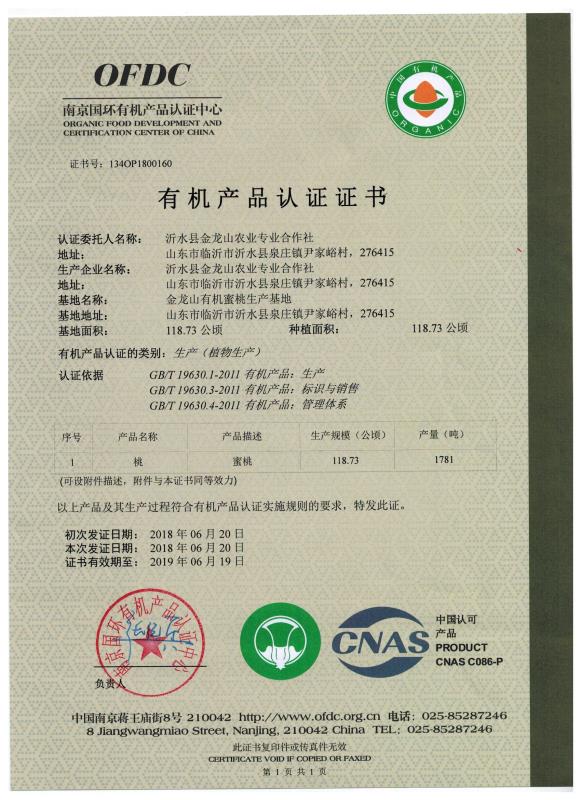 OFDC
南京国环有机产品认证中心
ORGANIC FOOD DEVELOPMENT AND
CERTIFICATION CENTER OF CHINA
中国有机产品
ORGANIC
证书号：134OP1800160
有机产品认证证书
认证委托人名称： 沂水县金龙山农业专业合作社
地址： 山东市临沂市沂水县泉庄镇尹家峪村，276415
生产企业名称： 沂水县金龙山农业专业合作社
地址： 山东市临沂市沂水县泉庄镇尹家峪村，276415
基地名称： 金龙山有机蜜桃生产基地
基地地址： 山东市临沂市沂水县泉庄镇尹家峪村，276415
基地面积： 118.73 公顷 种植面积： 118.73 公顷
有机产品认证的类别：生产（植物生产）
认证依据 GB/T 19630.1-2011 有机产品：生产
GB/T 19630.3-2011 有机产品：标识与销售
GB/T 19630.4-2011 有机产品：管理体系
序号 产品名称 产品描述 生产规模（公顷） 产量（吨）
1 桃 蜜桃 118.73 1781
(可设附件描述，附件与本证书同等效力)
以上产品及其生产过程符合有机产品认证实施规则的要求，特发此证。
初次发证日期： 2018 年 06 月 20 日
本次发证日期： 2018 年 06 月 20 日
证书有效期至： 2019 年 06 月 19 日
南京国环有机产品认证中心
负责人
CNAS
中国认可
产品
PRODUCT
CNAS C086-P
中国南京蒋王庙街8号 210042 http://www.ofdc.org.cn 电话：025-85287246
8 Jiangwangmiao Street, Nanjing, 210042 China TEL：025-85287246
此证书复印件或传真件无效
CERTIFICATE VOID IF COPIED OR FAXED
第 1 页 共 1 页